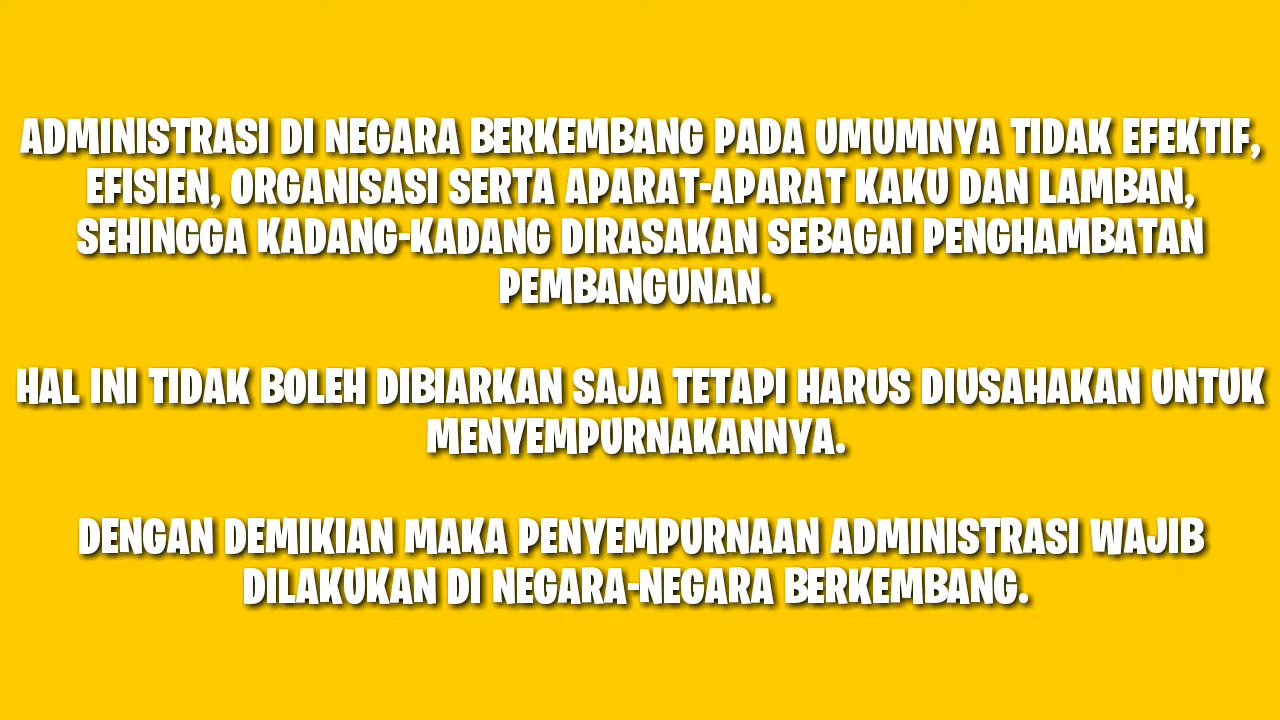 ADMINISTRASI DI NEGARA BERKEMBANG PADA UMUMNYA TIDAK EFEKTIF,
EFISIEN, ORGANISASI SERTA APARAT-APARAT KAKU DAN LAMBAN,
SEHINGGA KADANG-KADANG DIRASAKAN SEBAGAI PENGHAMBATAN
PEMBANGUNAN.
HAL INI TIDAK BOLEH DIBIARKAN SAJA TETAPI HARUS DIUSAHAKAN UNTUK
MENYEMPURNAKANNYA.
DENGAN DEMIKIAN MAKA PENYEMPURNAAN ADMINISTRASI WAJIB
DILAKUKAN DI NEGARA-NEGARA BERKEMBANG.